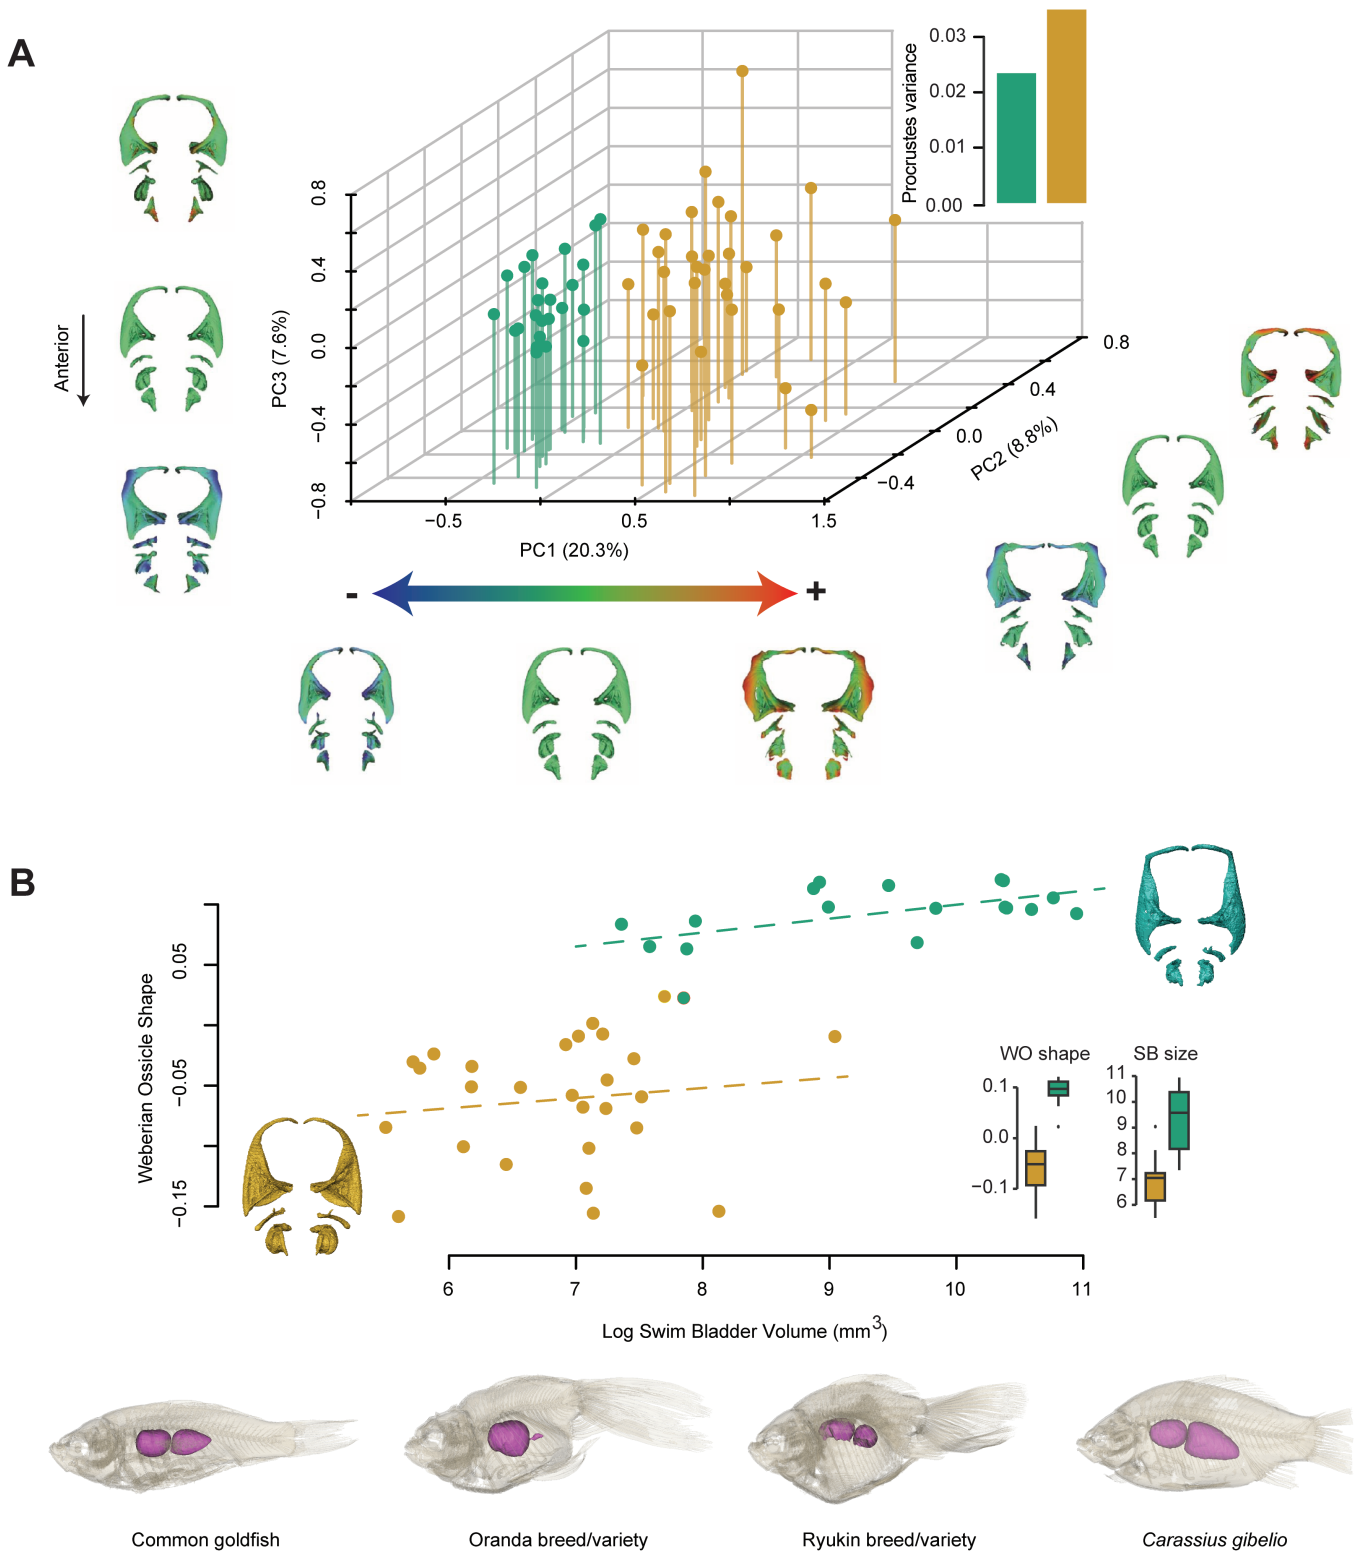 A
Procrustes variance
0.03
0.02
0.01
0.00
Anterior
PC3 (7.6%)
0.8
0.4
0.0
−0.4
−0.8
−0.5
0.5
1.5
PC1 (20.3%)
−0.4
0.0
0.4
0.8
PC2 (8.8%)
- +
B
Weberian Ossicle Shape
0.05
−0.05
−0.15
WO shape
0.1
0.0
−0.1
SB size
11
10
9
8
7
6
6 7 8 9 10 11
Log Swim Bladder Volume (mm3)
Common goldfish
Oranda breed/variety
Ryukin breed/variety
Carassius gibelio